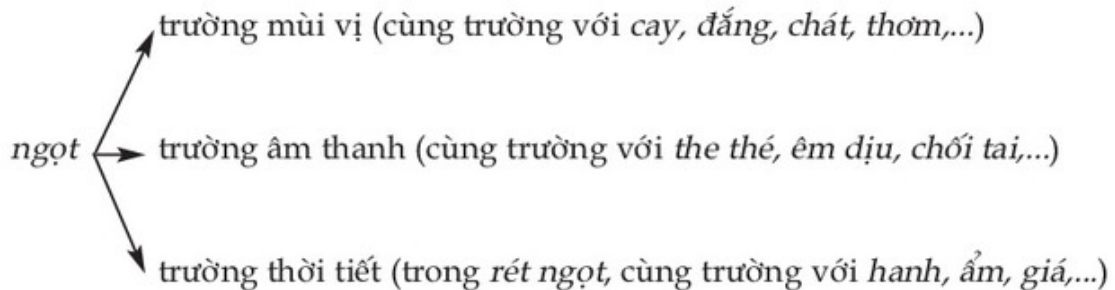 trường mùi vị (cùng trường với cay, đắng, chát, thơm,...)
ngọt trường âm thanh (cùng trường với the thé, êm dịu, chối tai,...)
trường thời tiết (trong rét ngọt, cùng trường với hanh, ẩm, giá,...)